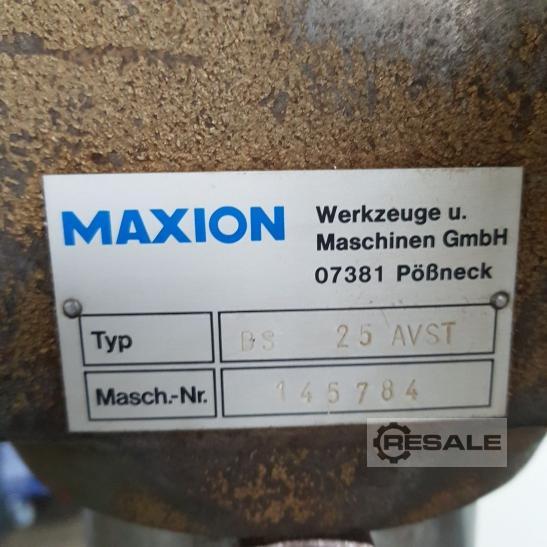 MAXION
Werkzeuge u.
Maschinen GmbH
07381 Pößneck
Typ BS 25 AVST
Masch.-Nr. 145784
RESALE